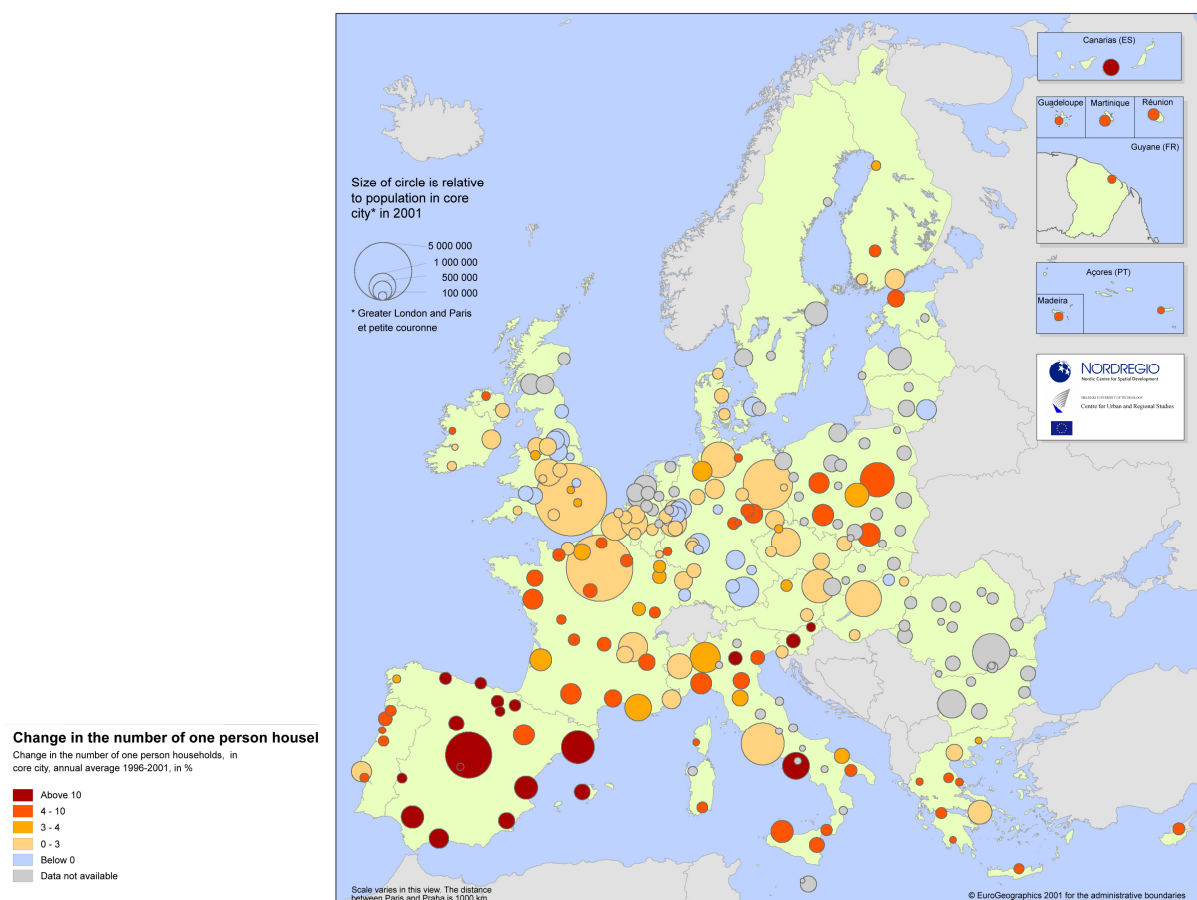 Canarias (ES)
Guadeloupe
Martinique
Réunion
Guyane (FR)
Size of circle is relative
to population in core
city* in 2001
5 000 000
1 000 000
500 000
100 000
* Greater London and Paris
et petite couronne
Açores (PT)
Madeira
NORDREGIO
Nordic Centre for Spatial Development
HELSINKI UNIVERSITY OF TECHNOLOGY
Centre for Urban and Regional Studies
Change in the number of one person housel
Change in the number of one person households, in
core city, annual average 1996-2001, in %
Above 10
4 - 10
3 - 4
0 - 3
Below 0
Data not available
Scale varies in this view. The distance
between Paris and Praha is 1000 km
© EuroGeographics 2001 for the administrative boundaries